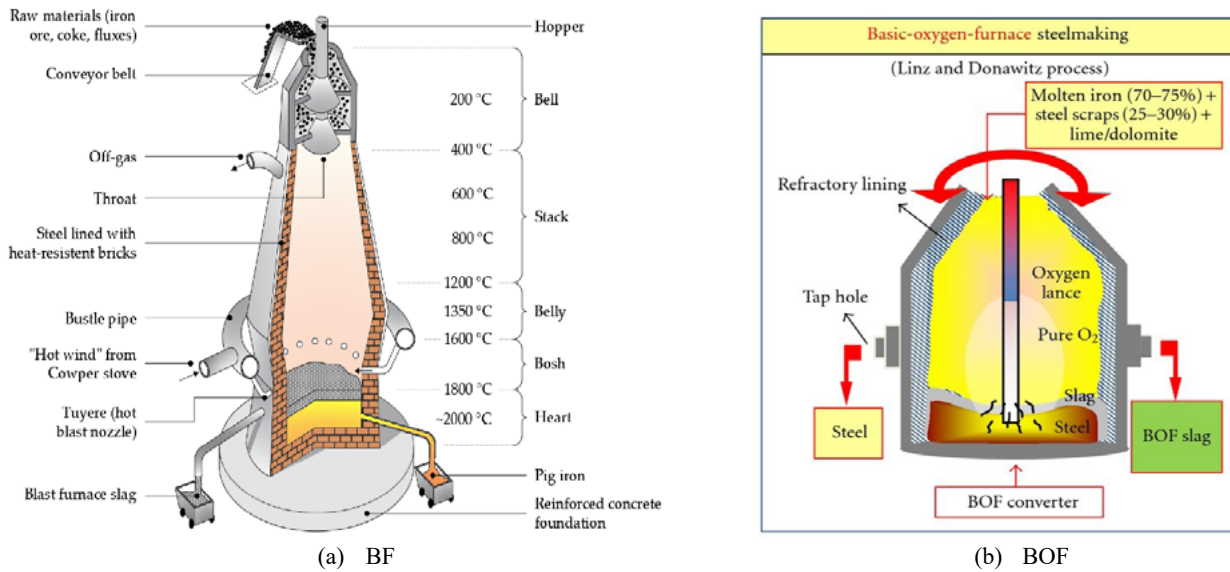 Raw materials (iron
ore, coke, fluxes)
Conveyor belt
Off-gas
Throat
Steel lined with
heat-resistent bricks
Bustle pipe
"Hot wind" from
Cowper stove
Tuyere (hot
blast nozzle)
Blast furnace slag
Hopper
200 °C
Bell
400 °C
600 °C
Stack
800 °C
1200 °C
1350 °C
Belly
1600 °C
Bosh
1800 °C
~2000 °C
Heart
Pig iron
Reinforced concrete
foundation
(a) BF
Basic-oxygen-furnace steelmaking
(Linz and Donawitz process)
Molten iron (70–75%) +
steel scraps (25–30%) +
lime/dolomite
Refractory lining
Oxygen
lance
Tap hole
Pure O₂
Slag
Steel
Steel
BOF slag
BOF converter
(b) BOF